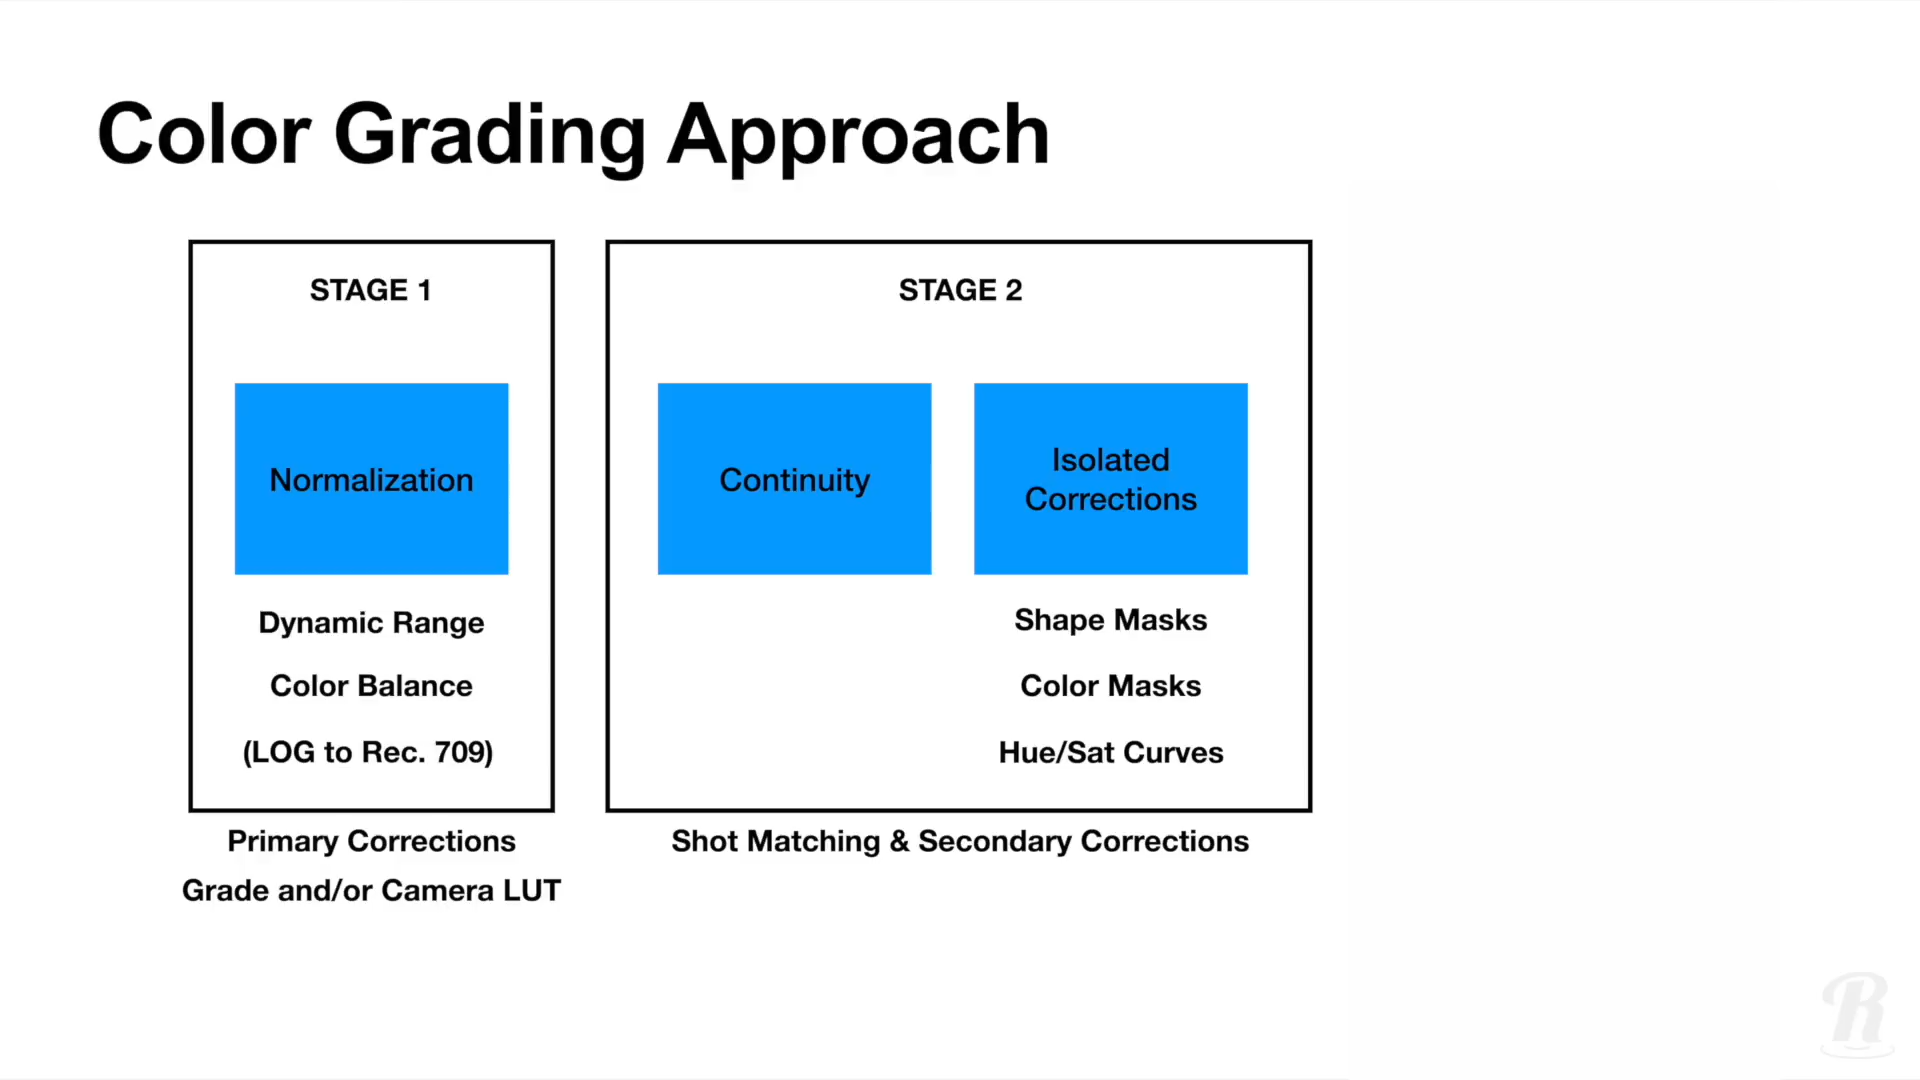 Color Grading Approach
STAGE 1
Normalization
Dynamic Range
Color Balance
(LOG to Rec. 709)
Primary Corrections
Grade and/or Camera LUT
STAGE 2
Continuity
Isolated
Corrections
Shape Masks
Color Masks
Hue/Sat Curves
Shot Matching & Secondary Corrections
R